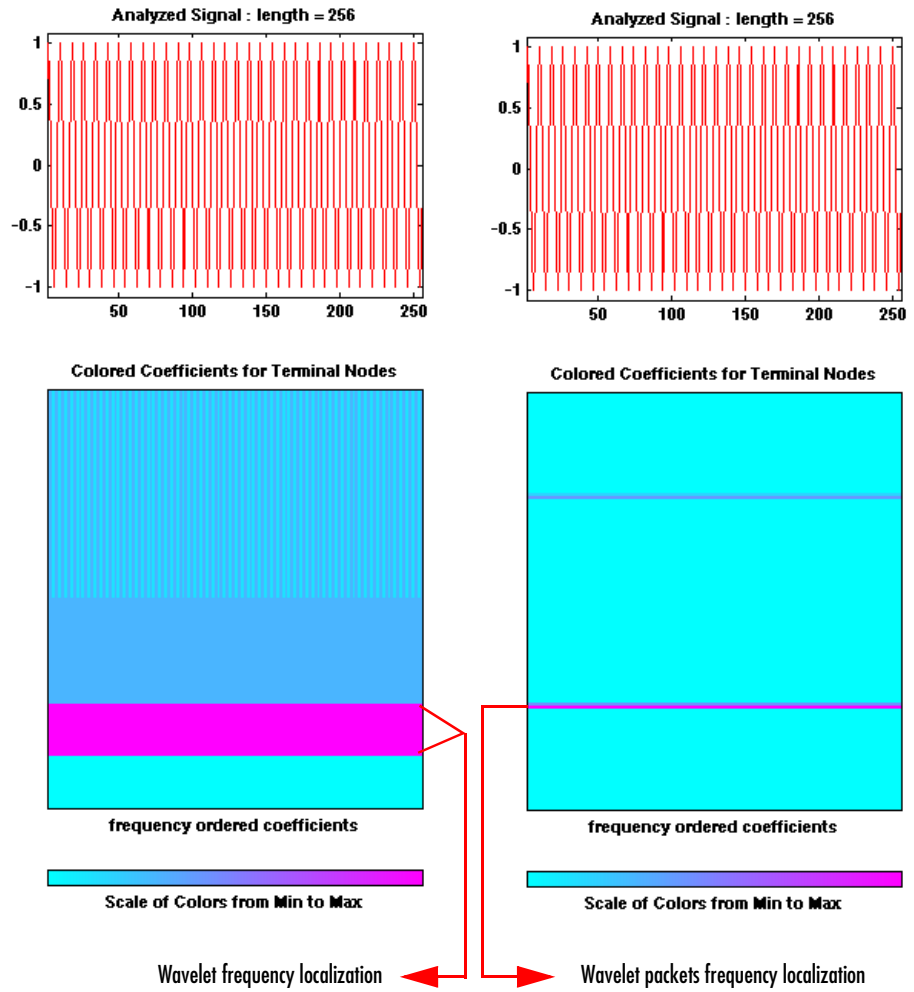 Analyzed Signal : length = 256
1
0.5
0
-0.5
-1
50 100 150 200 250
Analyzed Signal : length = 256
1
0.5
0
-0.5
-1
50 100 150 200 250
Colored Coefficients for Terminal Nodes
frequency ordered coefficients
Scale of Colors from Min to Max
Colored Coefficients for Terminal Nodes
frequency ordered coefficients
Scale of Colors from Min to Max
Wavelet frequency localization
Wavelet packets frequency localization